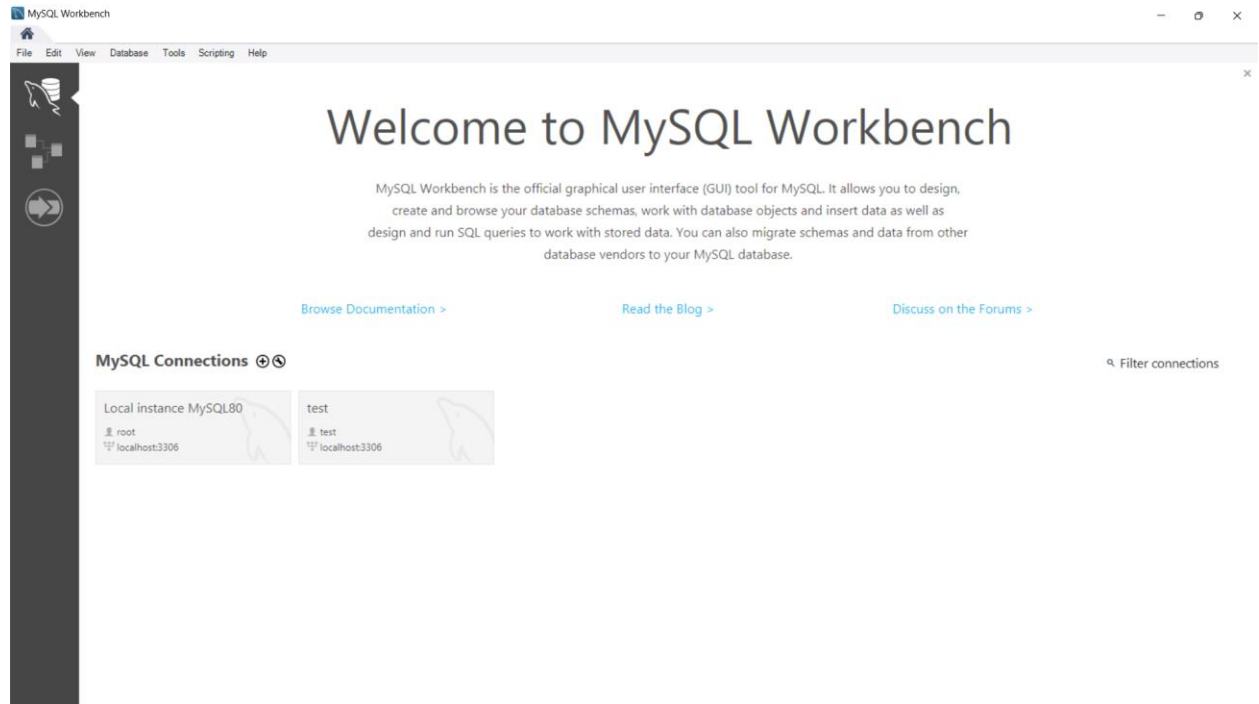 MySQL Workbench
File Edit View Database Tools Scripting Help
Welcome to MySQL Workbench
MySQL Workbench is the official graphical user interface (GUI) tool for MySQL. It allows you to design,
create and browse your database schemas, work with database objects and insert data as well as
design and run SQL queries to work with stored data. You can also migrate schemas and data from other
database vendors to your MySQL database.
Browse Documentation > Read the Blog > Discuss on the Forums >
MySQL Connections Filter connections
Local instance MySQL80
root
localhost:3306
test
test
localhost:3306